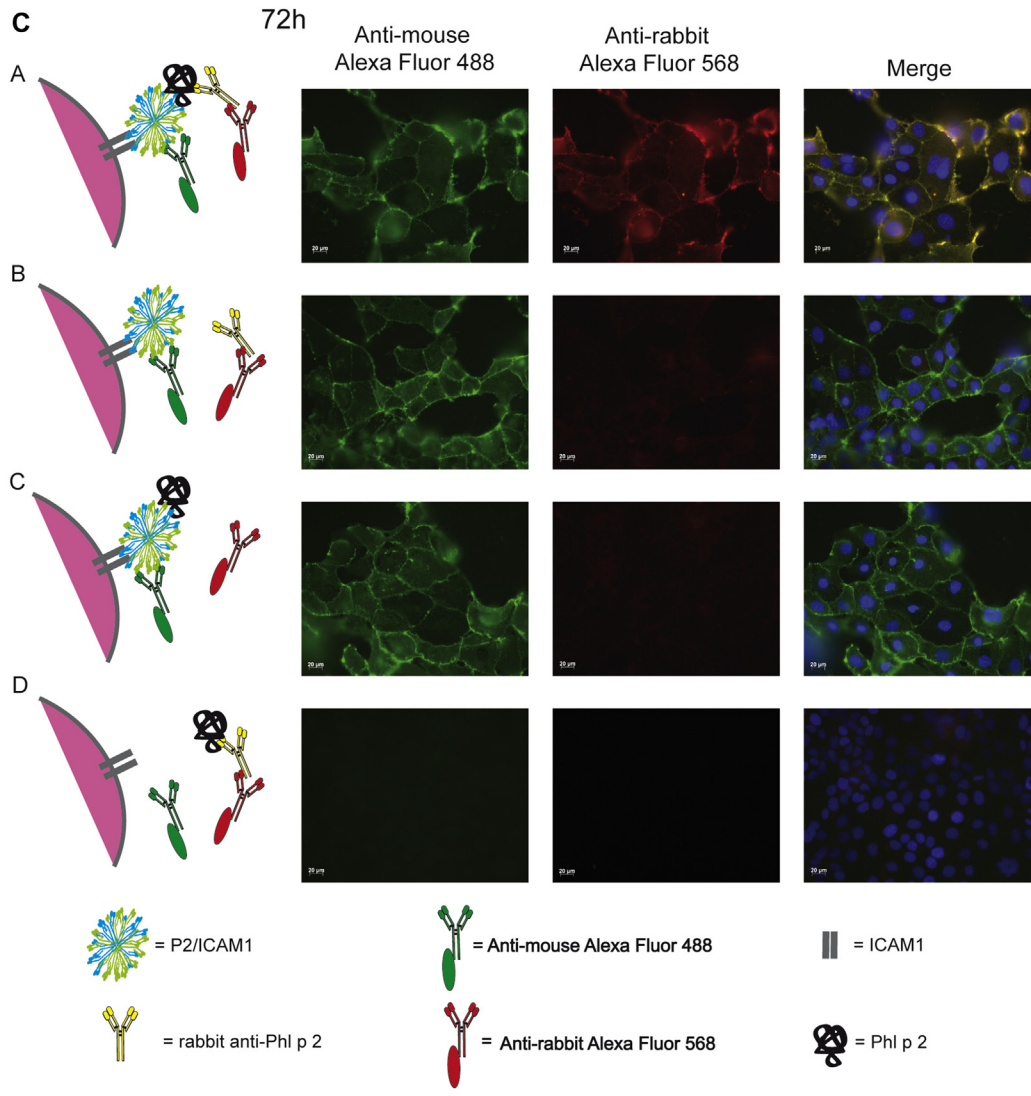 C
72h
Anti-mouse
Alexa Fluor 488
Anti-rabbit
Alexa Fluor 568
Merge
A
20 µm
20 µm
20 µm
B
20 µm
20 µm
20 µm
C
20 µm
20 µm
20 µm
D
20 µm
20 µm
20 µm
= P2/ICAM1
= Anti-mouse Alexa Fluor 488
= ICAM1
= rabbit anti-Phl p 2
= Anti-rabbit Alexa Fluor 568
= Phl p 2